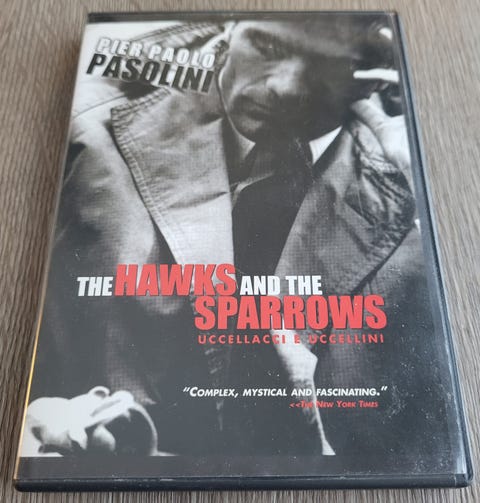 PIER PAOLO
PASOLINI
THE HAWKS AND THE
SPARROWS
UCCELLACCI E UCCELLINI
"COMPLEX, MYSTICAL AND FASCINATING."
<<THE NEW YORK TIMES